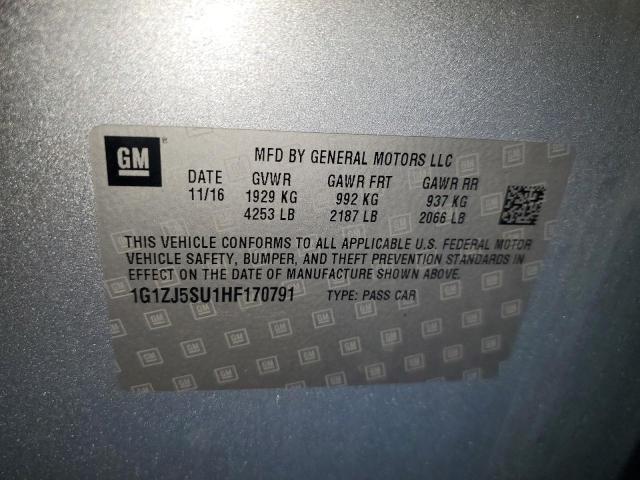 GM ®
MFD BY GENERAL MOTORS LLC
DATE GVWR GAWR FRT GAWR RR
11/16 1929 KG 992 KG 937 KG
4253 LB 2187 LB 2066 LB
THIS VEHICLE CONFORMS TO ALL APPLICABLE U.S. FEDERAL MOTOR
VEHICLE SAFETY, BUMPER, AND THEFT PREVENTION STANDARDS IN
EFFECT ON THE DATE OF MANUFACTURE SHOWN ABOVE.
1G1ZJ5SU1HF170791 TYPE: PASS CAR